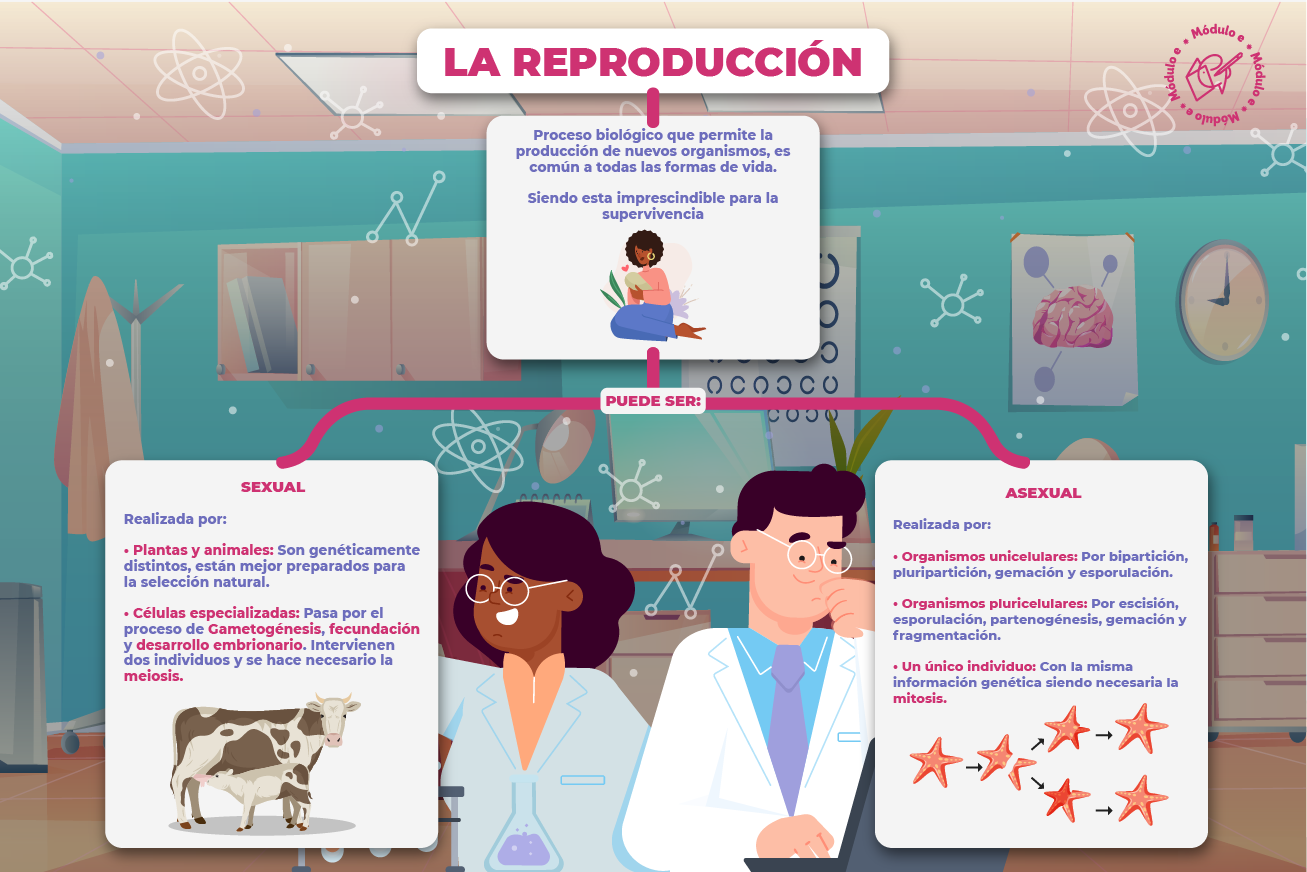 LA REPRODUCCIÓN
Módulo e * Módulo e * Módulo e * Módulo e *
Proceso biológico que permite la
producción de nuevos organismos, es
común a todas las formas de vida.
Siendo esta imprescindible para la
supervivencia
PUEDE SER:
SEXUAL
Realizada por:
• Plantas y animales: Son genéticamente
distintos, están mejor preparados para
la selección natural.
• Células especializadas: Pasa por el
proceso de Gametogénesis, fecundación
y desarrollo embrionario. Intervienen
dos individuos y se hace necesario la
meiosis.
ASEXUAL
Realizada por:
• Organismos unicelulares: Por bipartición,
pluripartición, gemación y esporulación.
• Organismos pluricelulares: Por escisión,
esporulación, partenogénesis, gemación y
fragmentación.
• Un único individuo: Con la misma
información genética siendo necesaria la
mitosis.